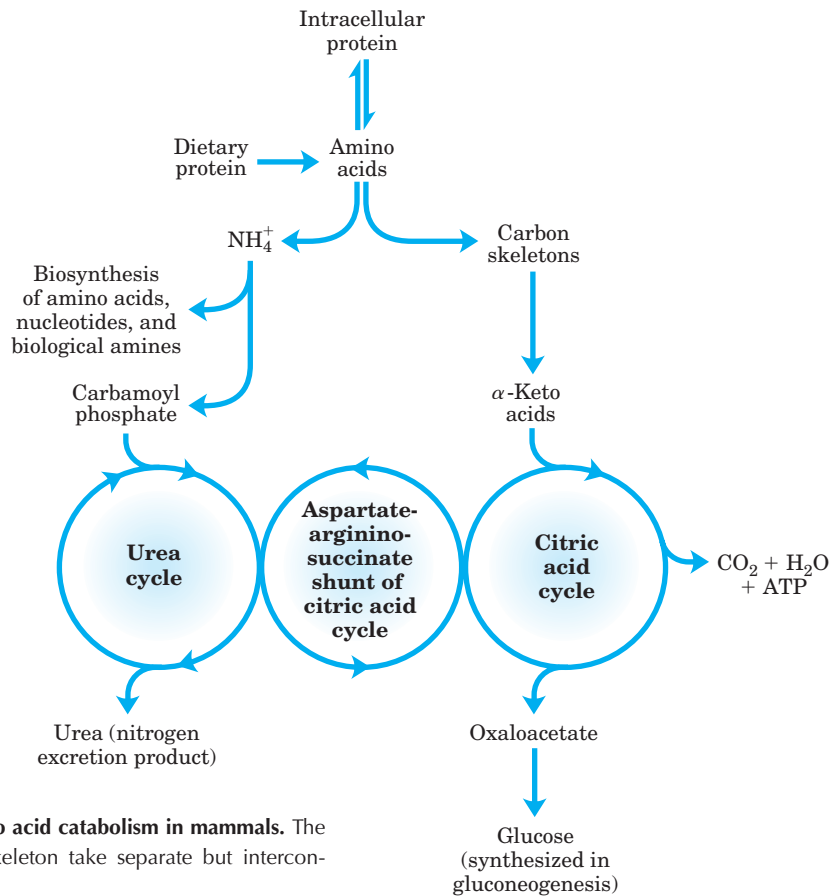 Intracellular
protein
Dietary
protein
Amino
acids
NH₄⁺
Carbon
skeletons
Biosynthesis
of amino acids,
nucleotides, and
biological amines
Carbamoyl
phosphate
α-Keto
acids
Urea
cycle
Aspartate-
arginino-
succinate
shunt of
citric acid
cycle
Citric
acid
cycle
CO₂ + H₂O
+ ATP
Urea (nitrogen
excretion product)
Oxaloacetate
Glucose
(synthesized in
gluconeogenesis)
o acid catabolism in mammals. The
keleton take separate but intercon-